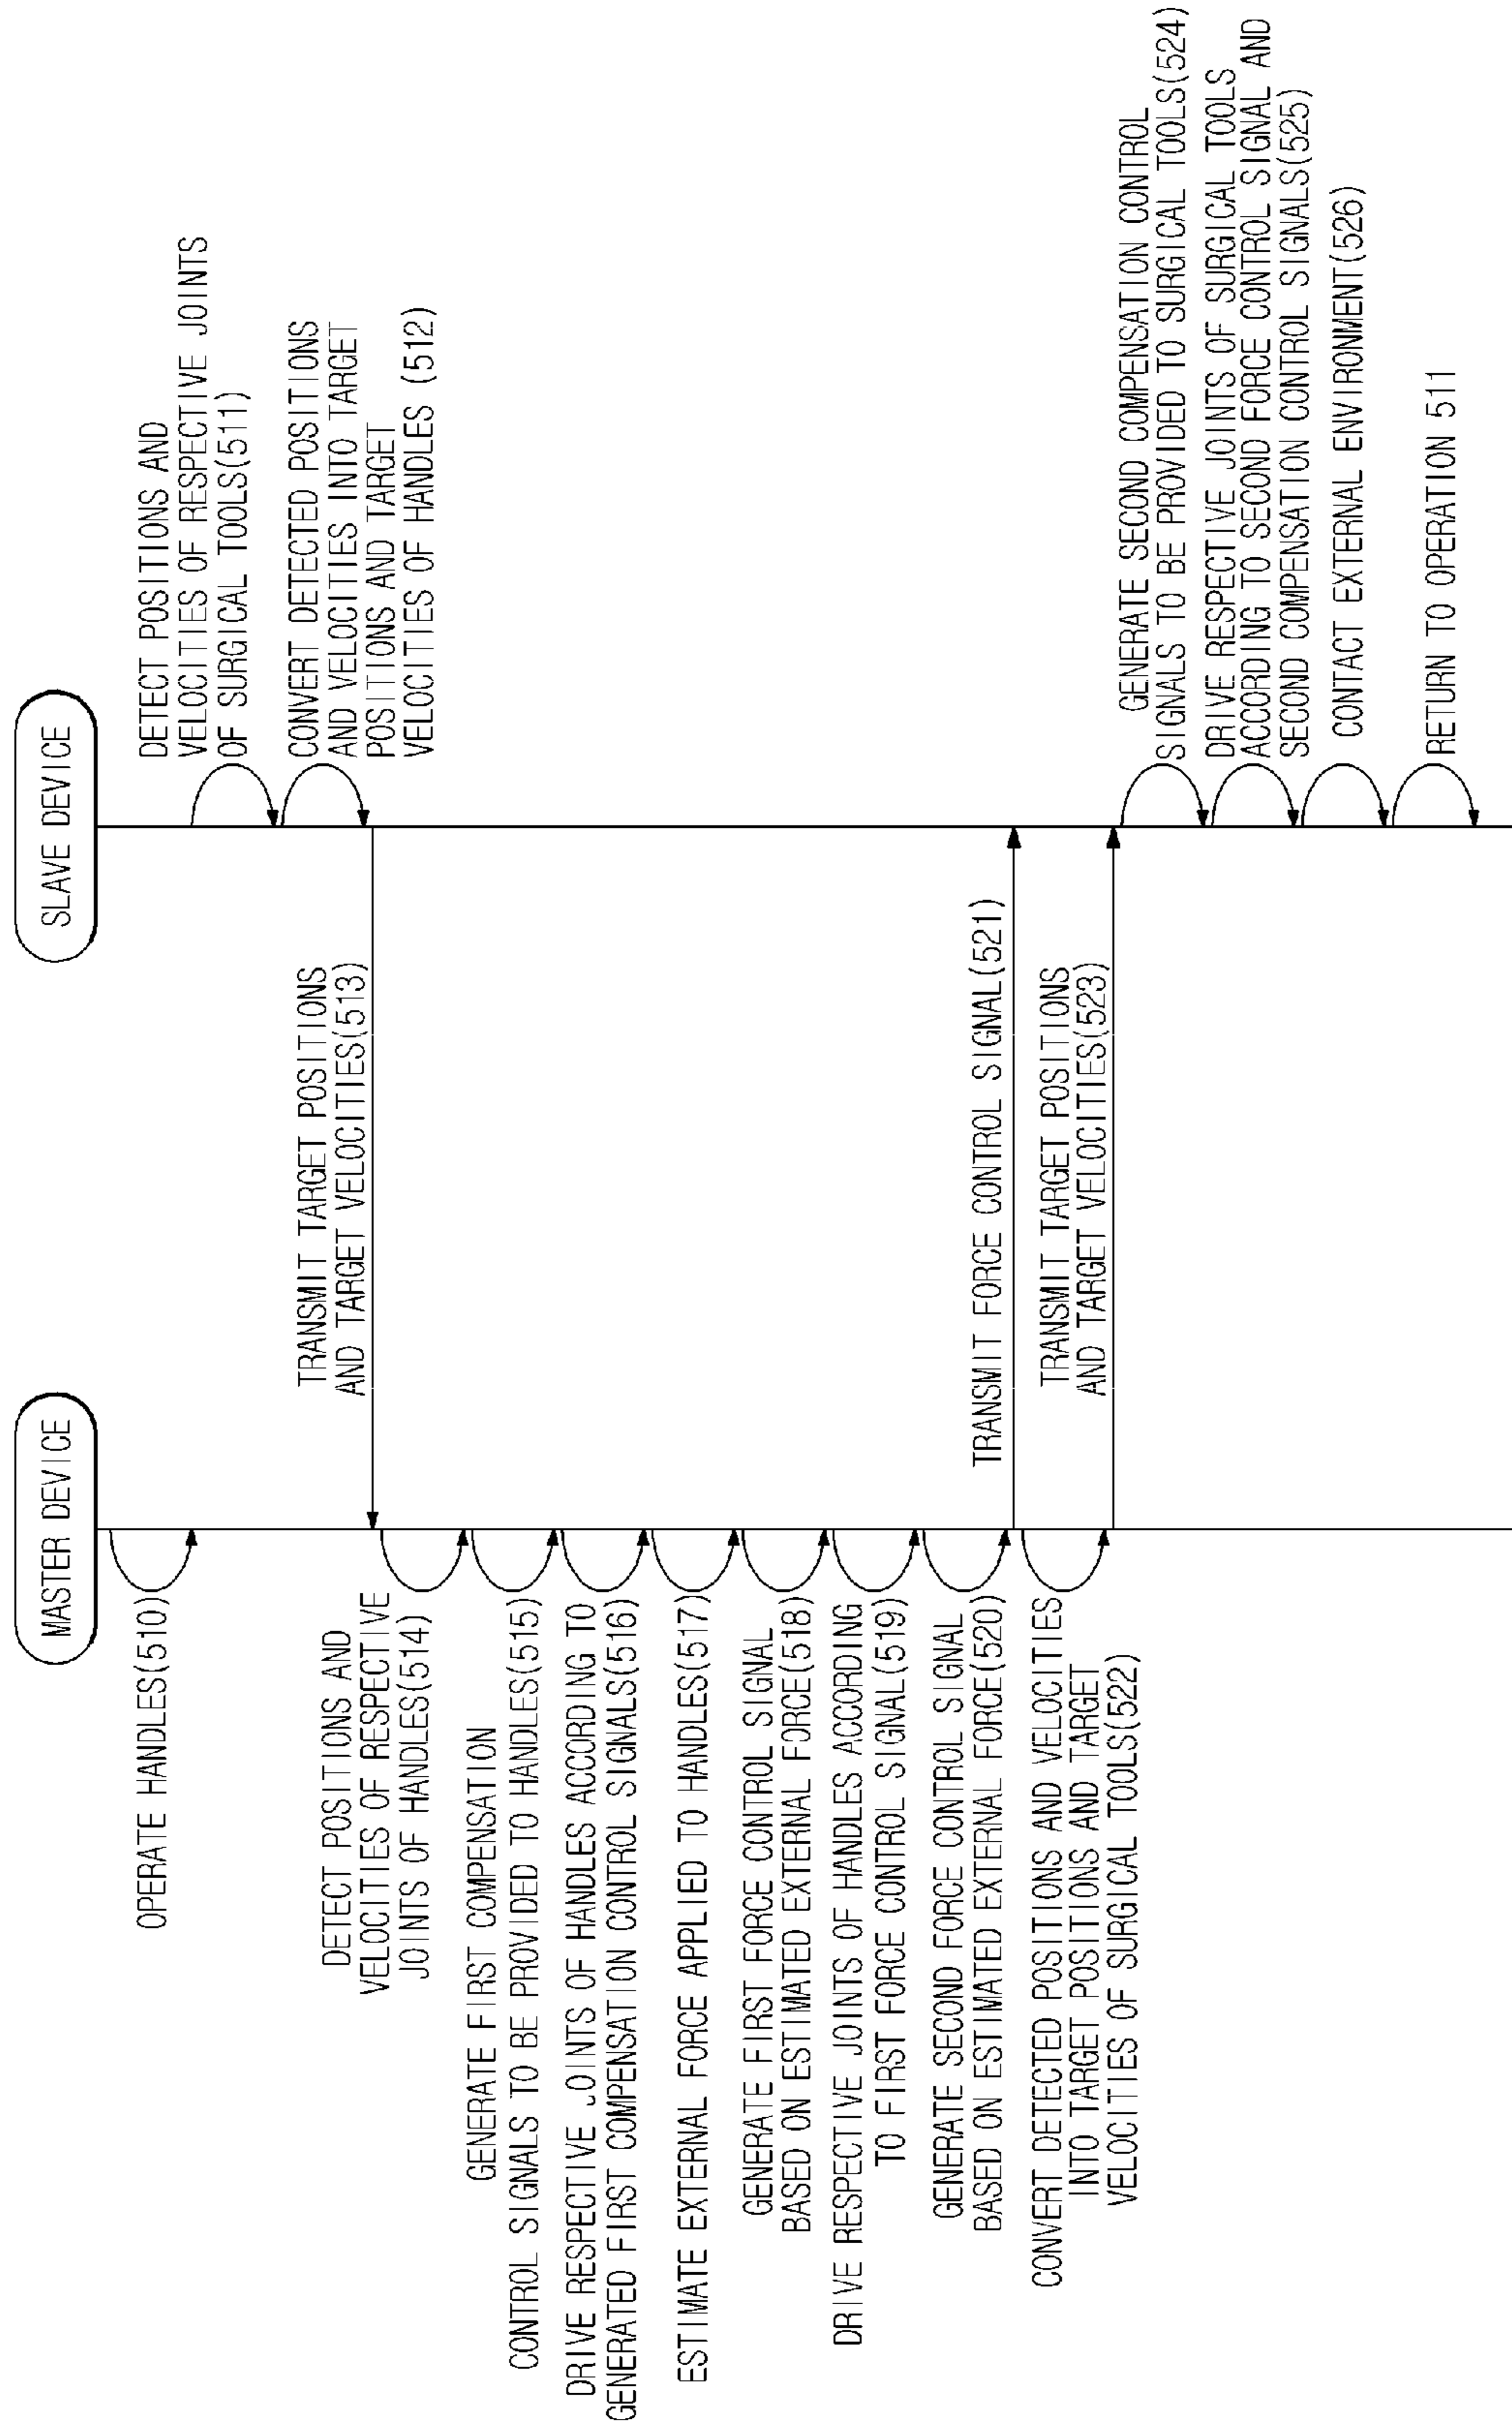 MASTER DEVICE
SLAVE DEVICE
OPERATE HANDLES(510)
DETECT POSITIONS AND
VELOCITIES OF RESPECTIVE JOINTS
OF SURGICAL TOOLS(511)
CONVERT DETECTED POSITIONS
AND VELOCITIES INTO TARGET
POSITIONS AND TARGET
VELOCITIES OF HANDLES (512)
TRANSMIT TARGET POSITIONS
AND TARGET VELOCITIES(513)
DETECT POSITIONS AND
VELOCITIES OF RESPECTIVE
JOINTS OF HANDLES(514)
GENERATE FIRST COMPENSATION
CONTROL SIGNALS TO BE PROVIDED TO HANDLES(515)
DRIVE RESPECTIVE JOINTS OF HANDLES ACCORDING TO
GENERATED FIRST COMPENSATION CONTROL SIGNALS(516)
ESTIMATE EXTERNAL FORCE APPLIED TO HANDLES(517)
GENERATE FIRST FORCE CONTROL SIGNAL
BASED ON ESTIMATED EXTERNAL FORCE(518)
DRIVE RESPECTIVE JOINTS OF HANDLES ACCORDING
TO FIRST FORCE CONTROL SIGNAL(519)
GENERATE SECOND FORCE CONTROL SIGNAL
BASED ON ESTIMATED EXTERNAL FORCE(520)
TRANSMIT FORCE CONTROL SIGNAL(521)
CONVERT DETECTED POSITIONS AND VELOCITIES
INTO TARGET POSITIONS AND TARGET
VELOCITIES OF SURGICAL TOOLS(522)
TRANSMIT TARGET POSITIONS
AND TARGET VELOCITIES(523)
GENERATE SECOND COMPENSATION CONTROL
SIGNALS TO BE PROVIDED TO SURGICAL TOOLS(524)
DRIVE RESPECTIVE JOINTS OF SURGICAL TOOLS
ACCORDING TO SECOND FORCE CONTROL SIGNAL AND
SECOND COMPENSATION CONTROL SIGNALS(525)
CONTACT EXTERNAL ENVIRONMENT(526)
RETURN TO OPERATION 511